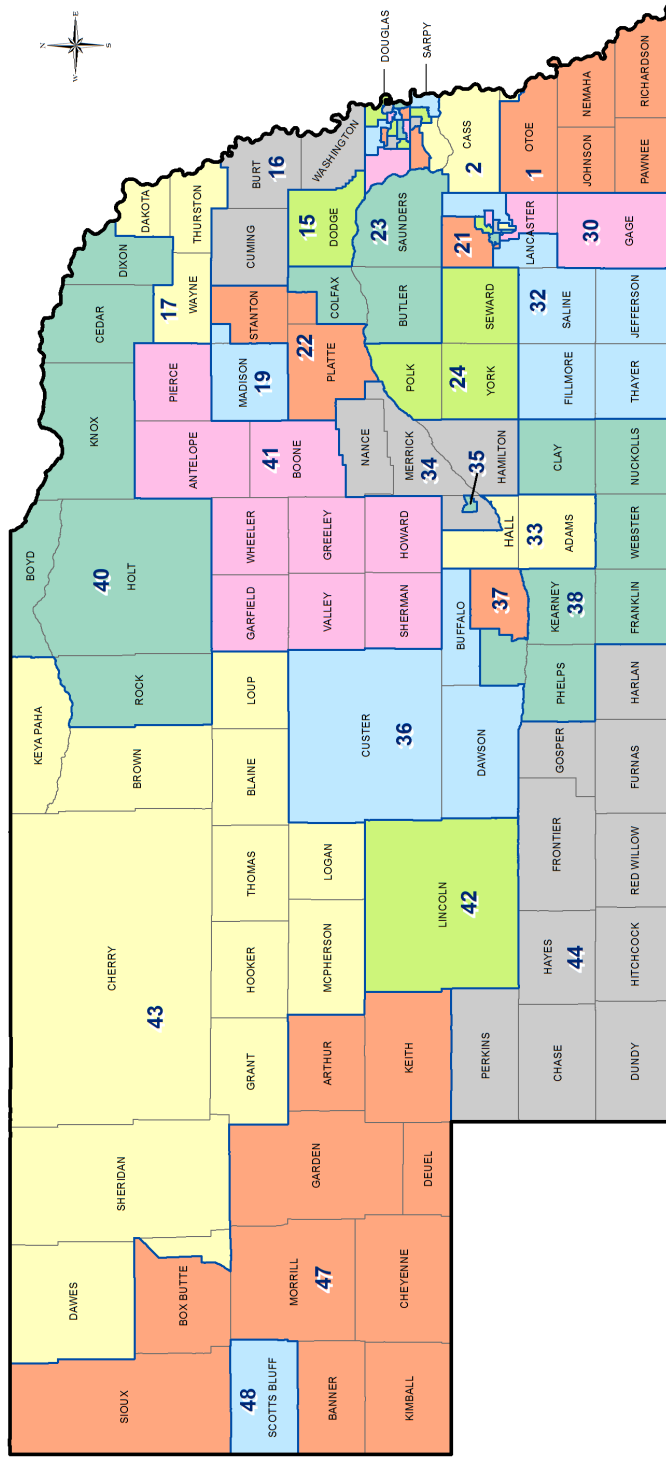 N
W E
S
DAWES
SHERIDAN
CHERRY
KEYA PAHA
BOYD
SIOUX
BROWN
ROCK
40
HOLT
KNOX
CEDAR
DIXON
DAKOTA
43
BOX BUTTE
ANTELOPE
PIERCE
17
WAYNE
THURSTON
48
SCOTTS BLUFF
GRANT
HOOKER
THOMAS
BLAINE
LOUP
GARFIELD
WHEELER
41
BOONE
MADISON
19
STANTON
CUMING
BURT
16
MORRILL
47
GARDEN
BANNER
ARTHUR
MCPHERSON
LOGAN
CUSTER
36
VALLEY
GREELEY
NANCE
22
PLATTE
COLFAX
15
DODGE
WASHINGTON
KIMBALL
CHEYENNE
DEUEL
KEITH
LINCOLN
42
SHERMAN
HOWARD
MERRICK
34
POLK
BUTLER
23
SAUNDERS
DOUGLAS
SARPY
PERKINS
DAWSON
BUFFALO
37
HALL
35
HAMILTON
24
YORK
SEWARD
21
LANCASTER
CASS
2
CHASE
HAYES
44
FRONTIER
GOSPER
PHELPS
KEARNEY
38
33
ADAMS
CLAY
FILLMORE
32
SALINE
30
GAGE
OTOE
1
JOHNSON
NEMAHA
DUNDY
HITCHCOCK
RED WILLOW
FURNAS
HARLAN
FRANKLIN
WEBSTER
NUCKOLLS
THAYER
JEFFERSON
PAWNEE
RICHARDSON